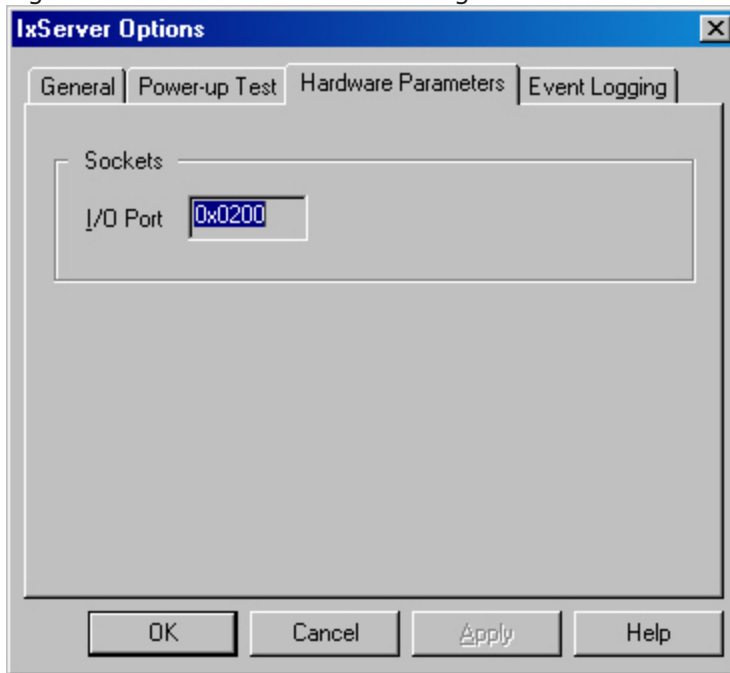 IxServer Options
General Power-up Test Hardware Parameters Event Logging
Sockets
I/O Port 0x0200
OK Cancel Apply Help